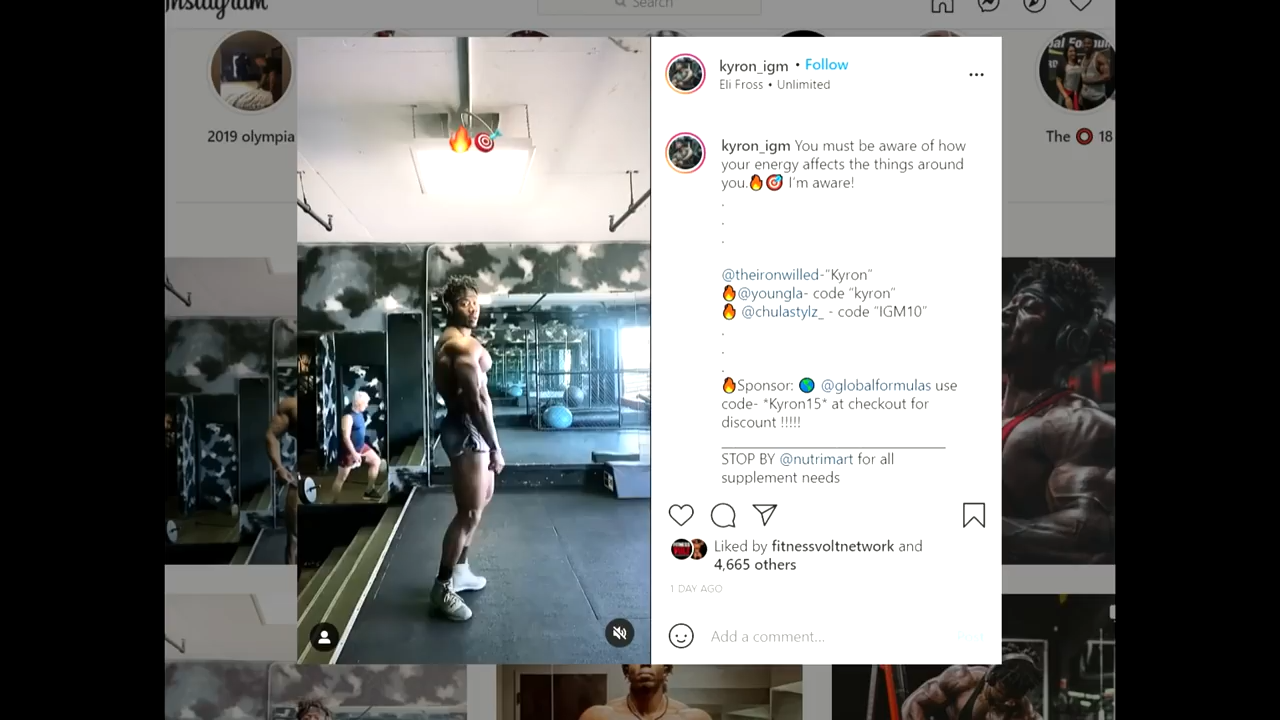 Instagram
Search
2019 olympia
The ⭕ 18
kyron_igm • Follow
Eli Fross • Unlimited
kyron_igm You must be aware of how
your energy affects the things around
you.🔥🎯 I'm aware!
.
.
.
@theironwilled-"Kyron"
🔥@youngla- code "kyron"
🔥 @chulastylz_ - code "IGM10"
.
.
.
🔥Sponsor: 🌎 @globalformulas use
code- *Kyron15* at checkout for
discount !!!!!
STOP BY @nutrimart for all
supplement needs
Liked by fitnessvoltnetwork and
4,665 others
1 DAY AGO
Add a comment...
Post